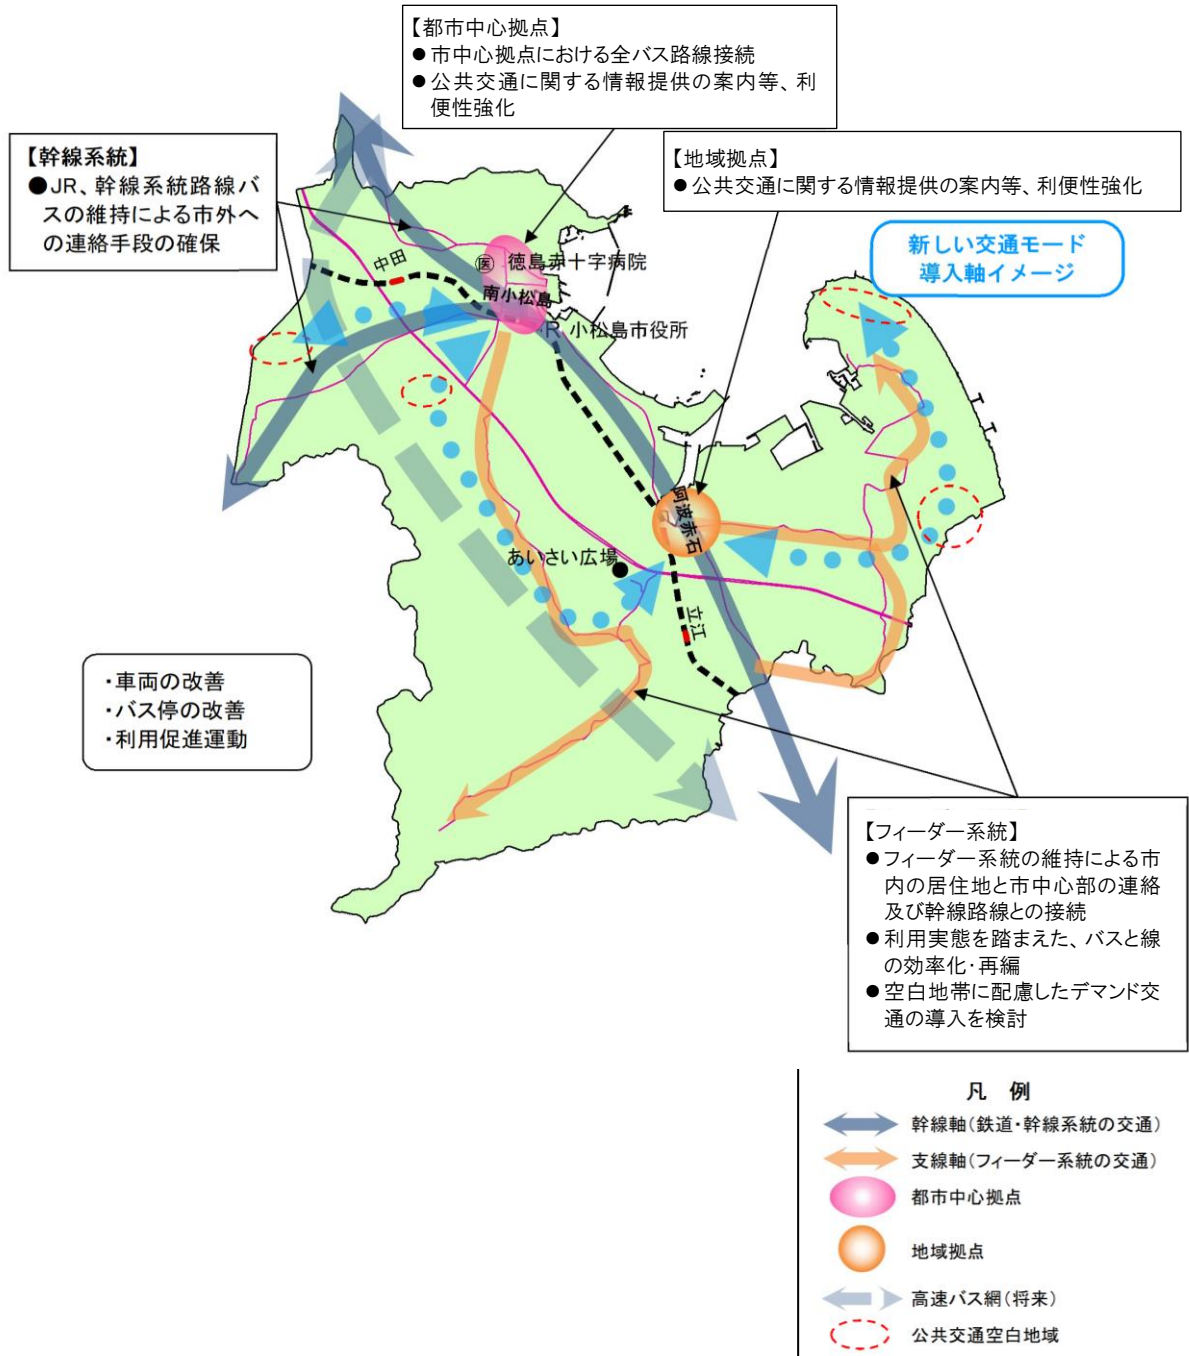 【都市中心拠点】
●市中心拠点における全バス路線接続
●公共交通に関する情報提供の案内等、利
便性強化
【幹線系統】
●JR、幹線系統路線バ
スの維持による市外へ
の連絡手段の確保
【地域拠点】
●公共交通に関する情報提供の案内等、利便性強化
新しい交通モード
導入軸イメージ
中田
医 徳島赤十字病院
南小松島
R 小松島市役所
阿波赤石
あいさい広場
立江
・車両の改善
・バス停の改善
・利用促進運動
【フィーダー系統】
●フィーダー系統の維持による市
内の居住地と市中心部の連絡
及び幹線路線との接続
●利用実態を踏まえた、バスと線
の効率化・再編
●空白地帯に配慮したデマンド交
通の導入を検討
凡 例
幹線軸(鉄道・幹線系統の交通)
支線軸(フィーダー系統の交通)
都市中心拠点
地域拠点
高速バス網(将来)
公共交通空白地域